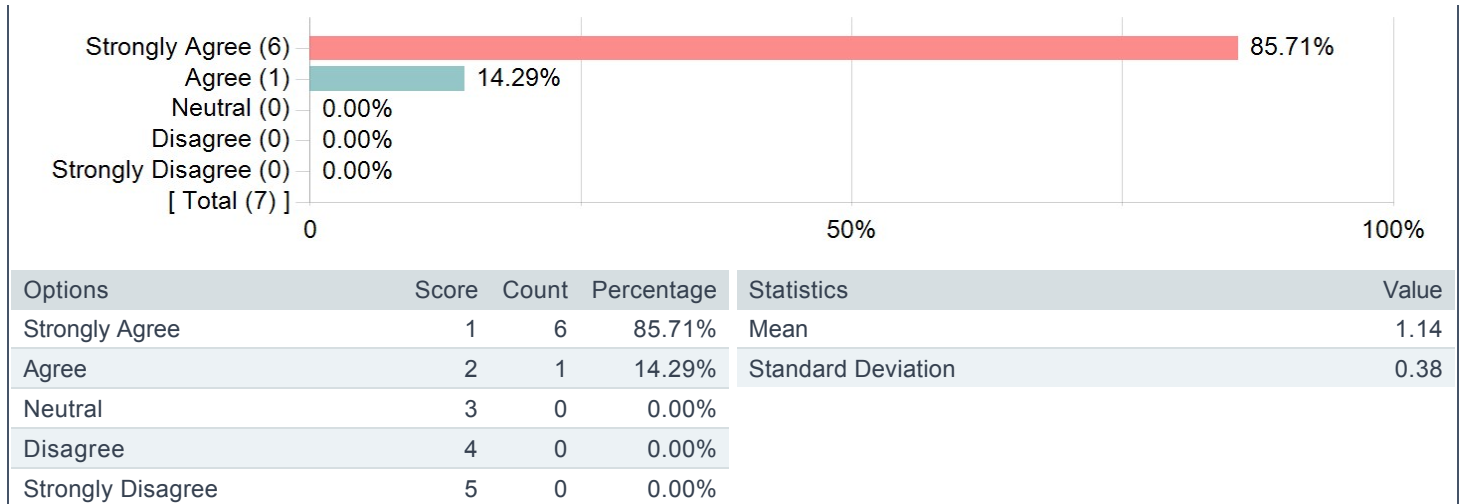 Strongly Agree (6) 85.71%
Agree (1) 14.29%
Neutral (0) 0.00%
Disagree (0) 0.00%
Strongly Disagree (0) 0.00%
[ Total (7) ]
0 50% 100%
Options Score Count Percentage
Strongly Agree 1 6 85.71%
Agree 2 1 14.29%
Neutral 3 0 0.00%
Disagree 4 0 0.00%
Strongly Disagree 5 0 0.00%
Statistics Value
Mean 1.14
Standard Deviation 0.38